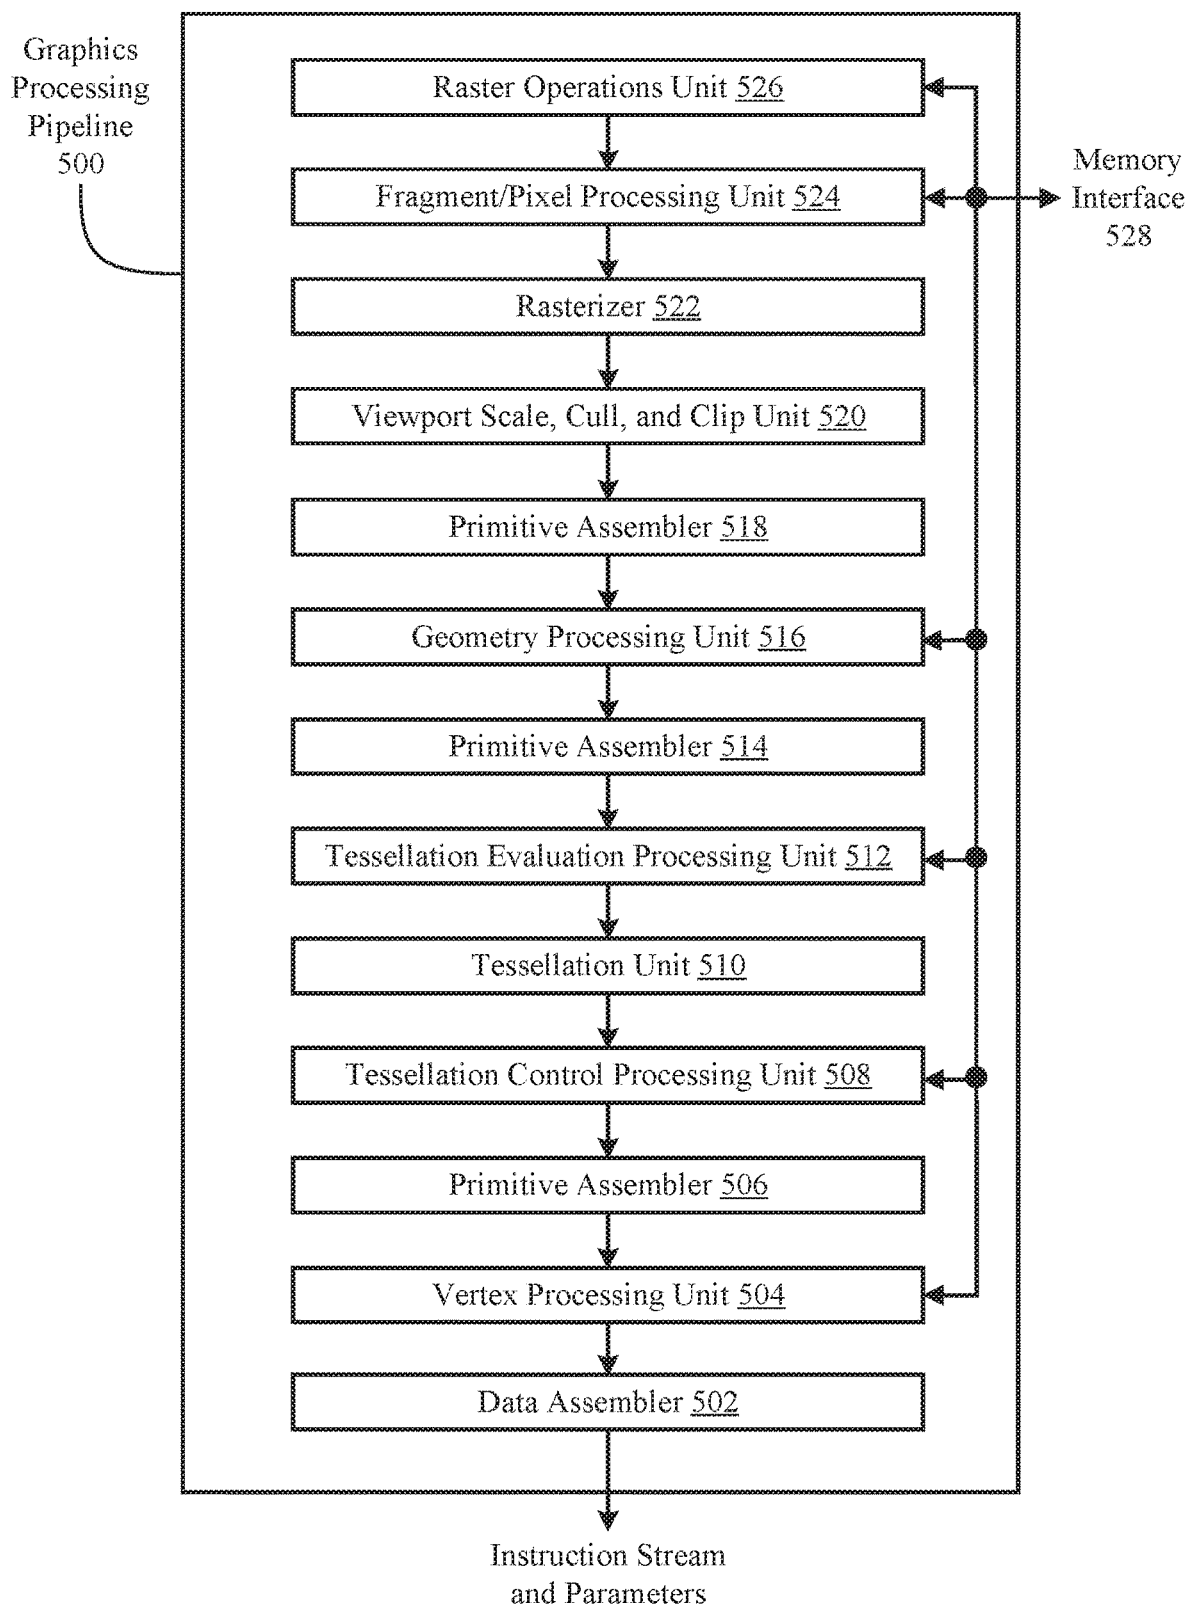 Graphics
Processing
Pipeline
500
Raster Operations Unit 526
Fragment/Pixel Processing Unit 524
Memory
Interface
528
Rasterizer 522
Viewport Scale, Cull, and Clip Unit 520
Primitive Assembler 518
Geometry Processing Unit 516
Primitive Assembler 514
Tessellation Evaluation Processing Unit 512
Tessellation Unit 510
Tessellation Control Processing Unit 508
Primitive Assembler 506
Vertex Processing Unit 504
Data Assembler 502
Instruction Stream
and Parameters